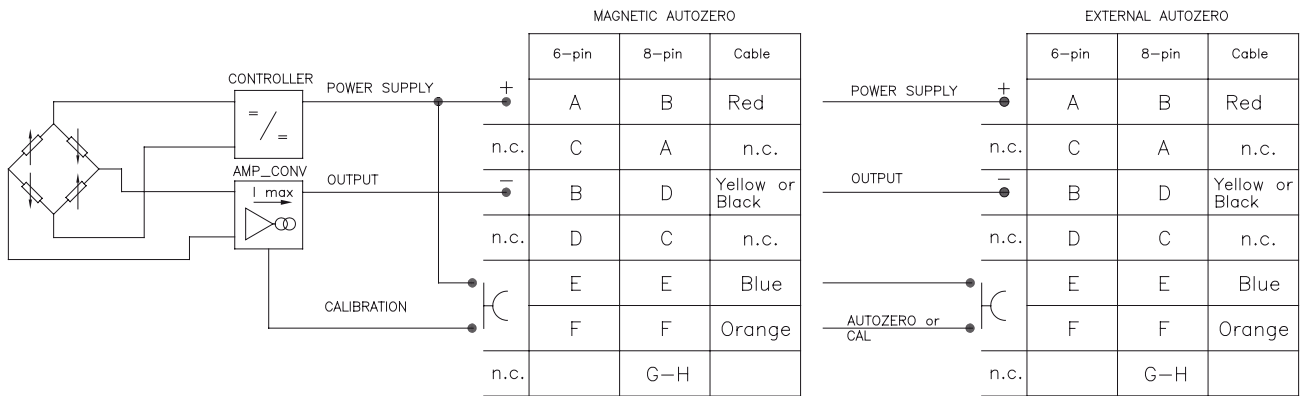 MAGNETIC AUTOZERO
6-pin 8-pin Cable
CONTROLLER
= / =
POWER SUPPLY + A B Red
n.c. C A n.c.
AMP_CONV
I max
OUTPUT - B D Yellow or
Black
n.c. D C n.c.
E E Blue
CALIBRATION F F Orange
n.c. G-H
EXTERNAL AUTOZERO
6-pin 8-pin Cable
POWER SUPPLY + A B Red
n.c. C A n.c.
OUTPUT - B D Yellow or
Black
n.c. D C n.c.
E E Blue
AUTOZERO or
CAL
F F Orange
n.c. G-H